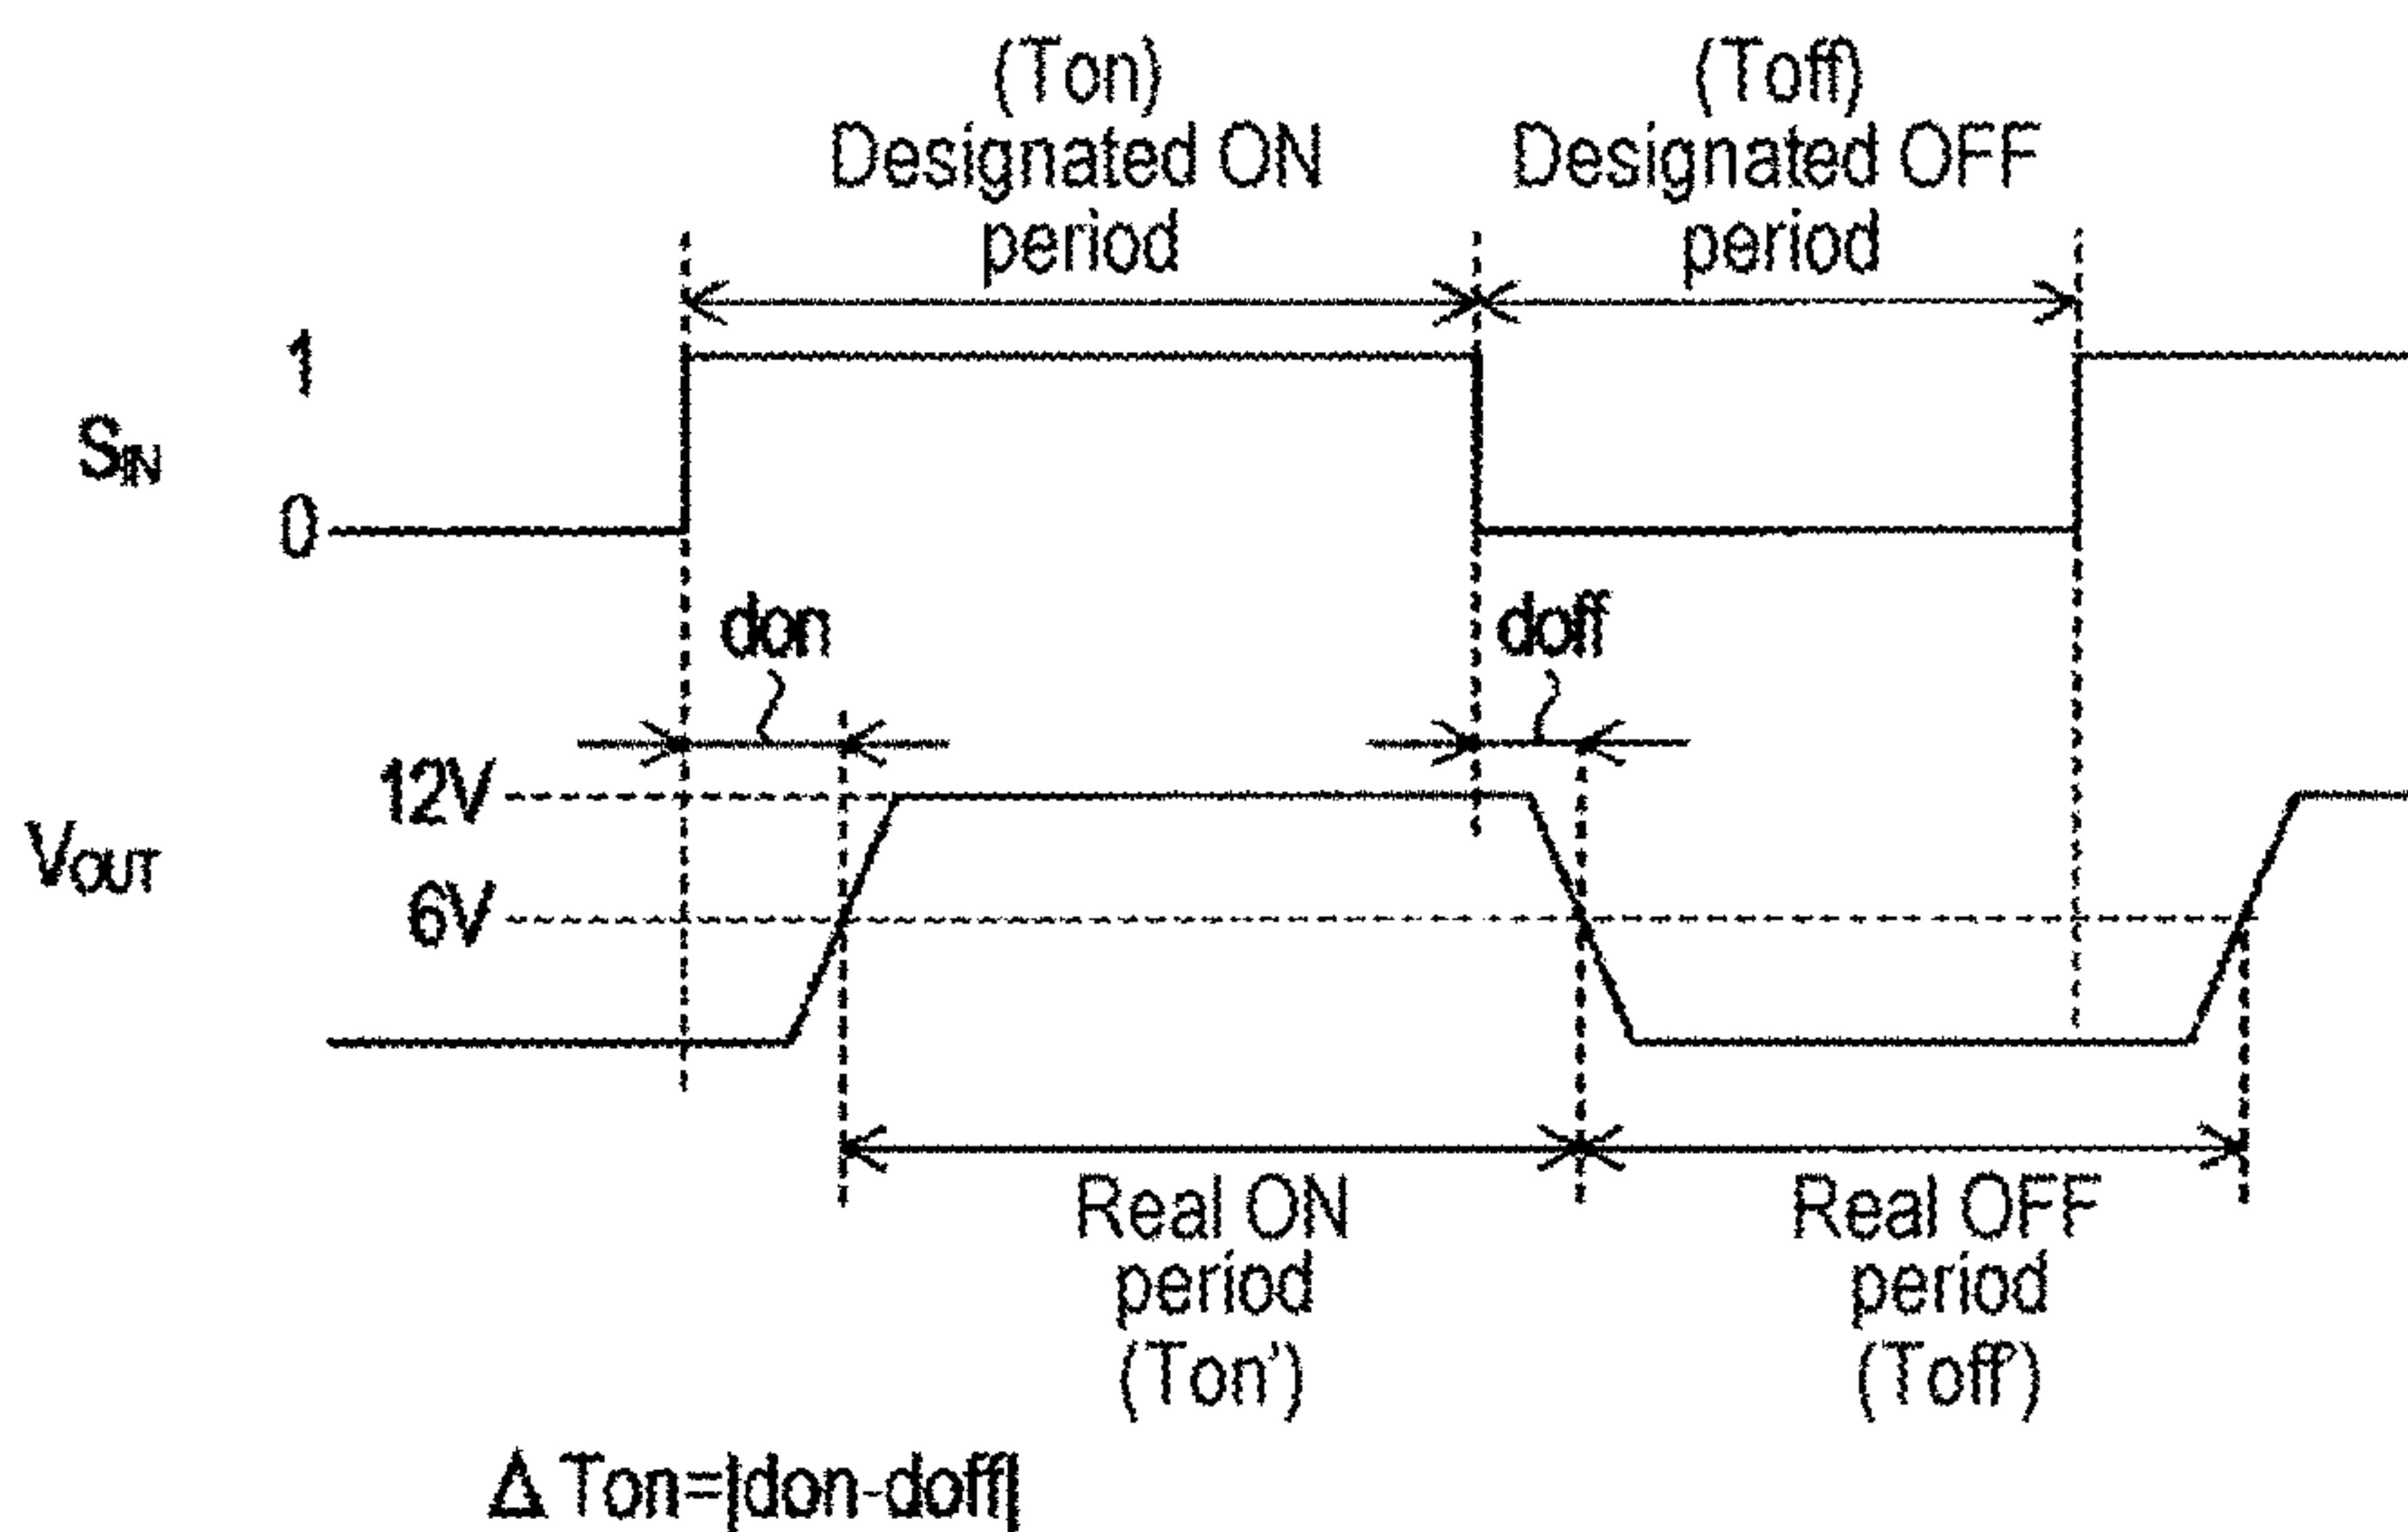 (Ton)
Designated ON
period
(Toff)
Designated OFF
period
1
SIN
0
don
doff
12V
VOUT
6V
Real ON
period
(Ton')
Real OFF
period
(Toff')
ΔTon=|don-doff|